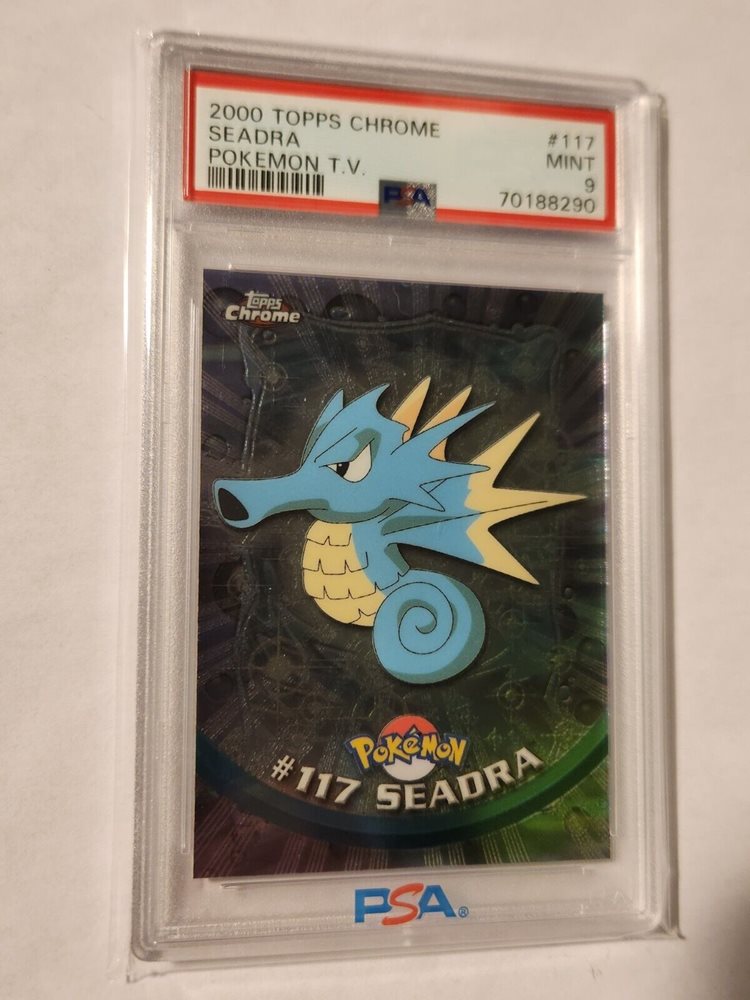 2000 TOPPS CHROME #117
SEADRA MINT
POKEMON T.V. 9
PSA 70188290
Topps
Chrome
POKéMON
#117 SEADRA
PSA®